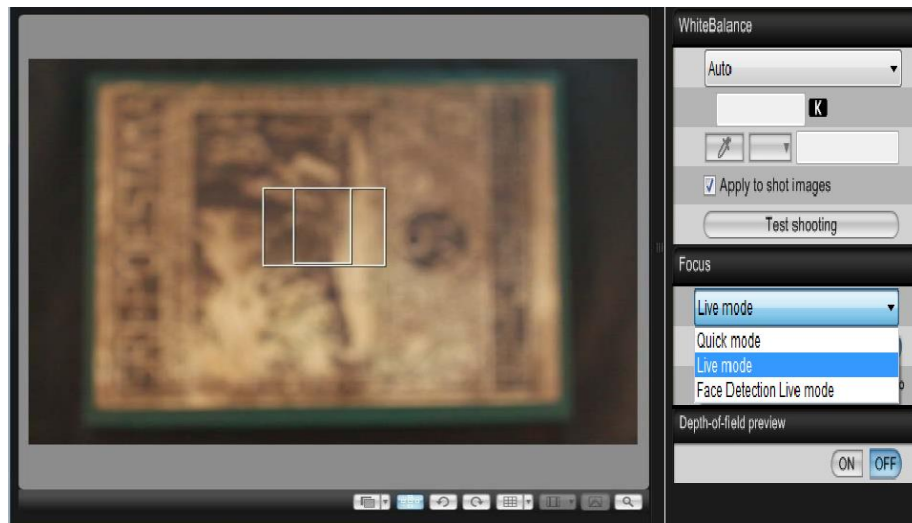 WhiteBalance
Auto
K
Apply to shot images
Test shooting
Focus
Live mode
Quick mode
Live mode
Face Detection Live mode
Depth-of-field preview
ON OFF